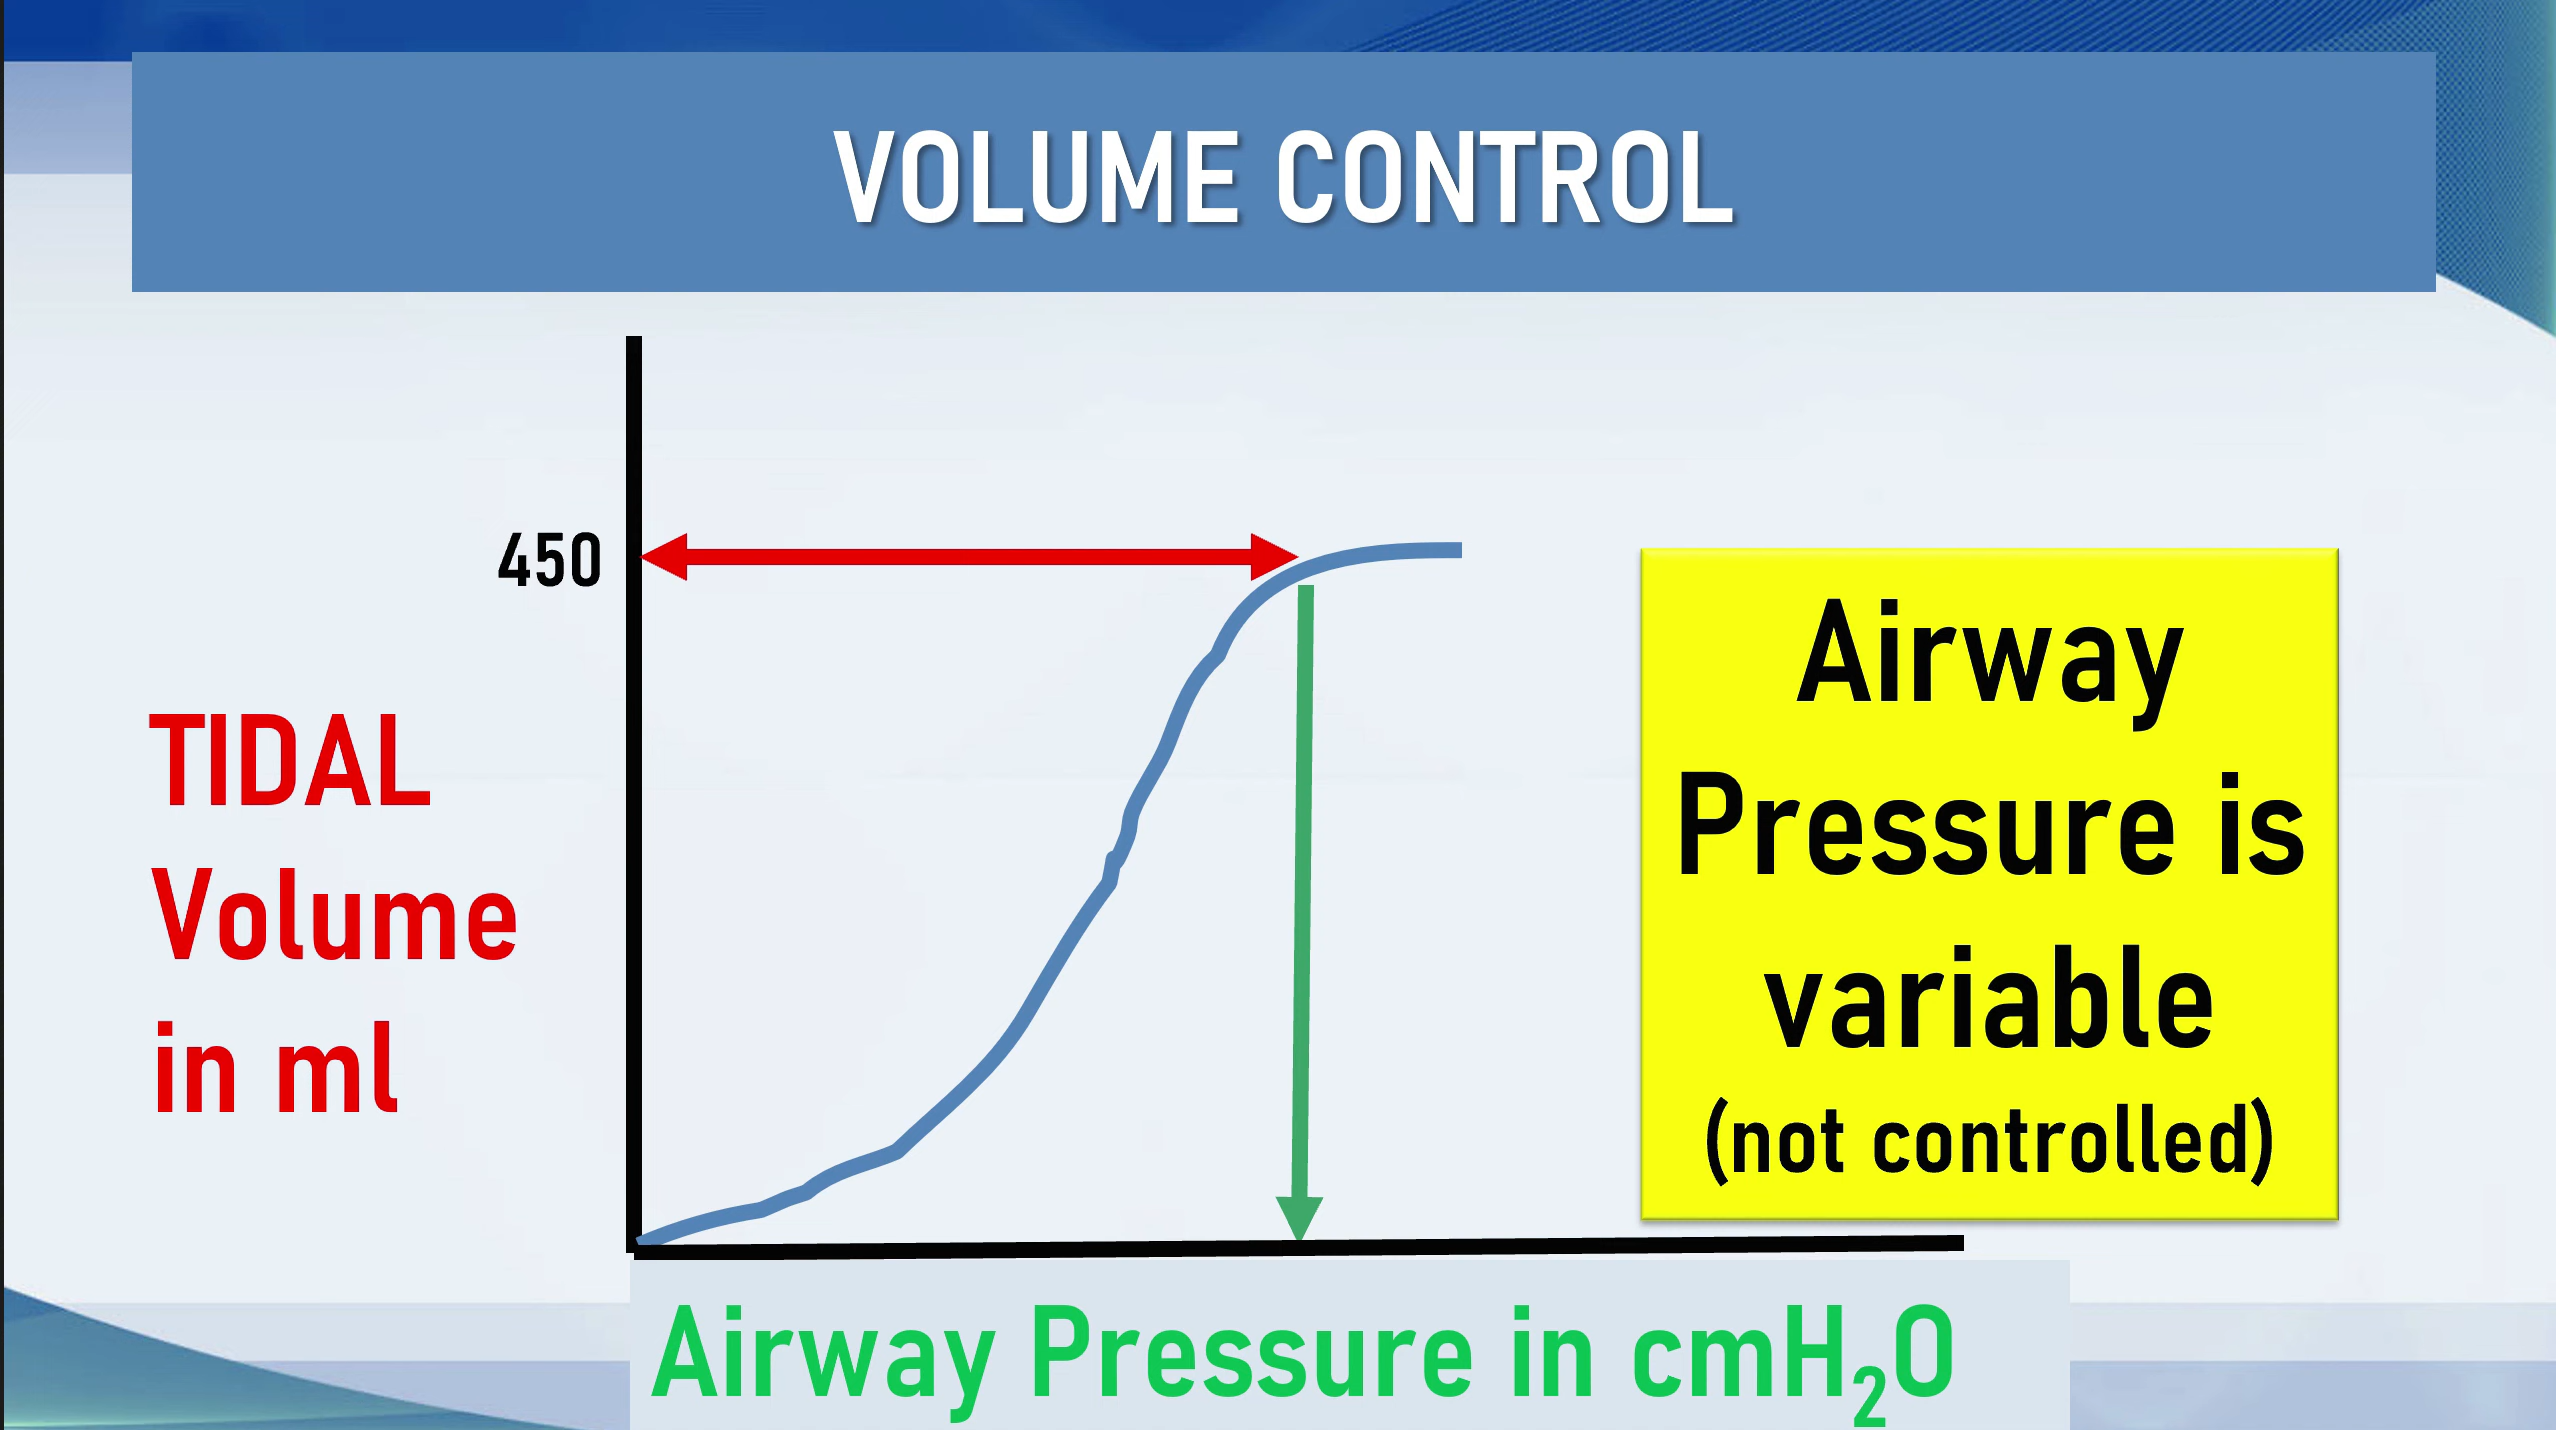 VOLUME CONTROL
450
TIDAL
Volume
in ml
Airway
Pressure is
variable
(not controlled)
Airway Pressure in cmH₂O